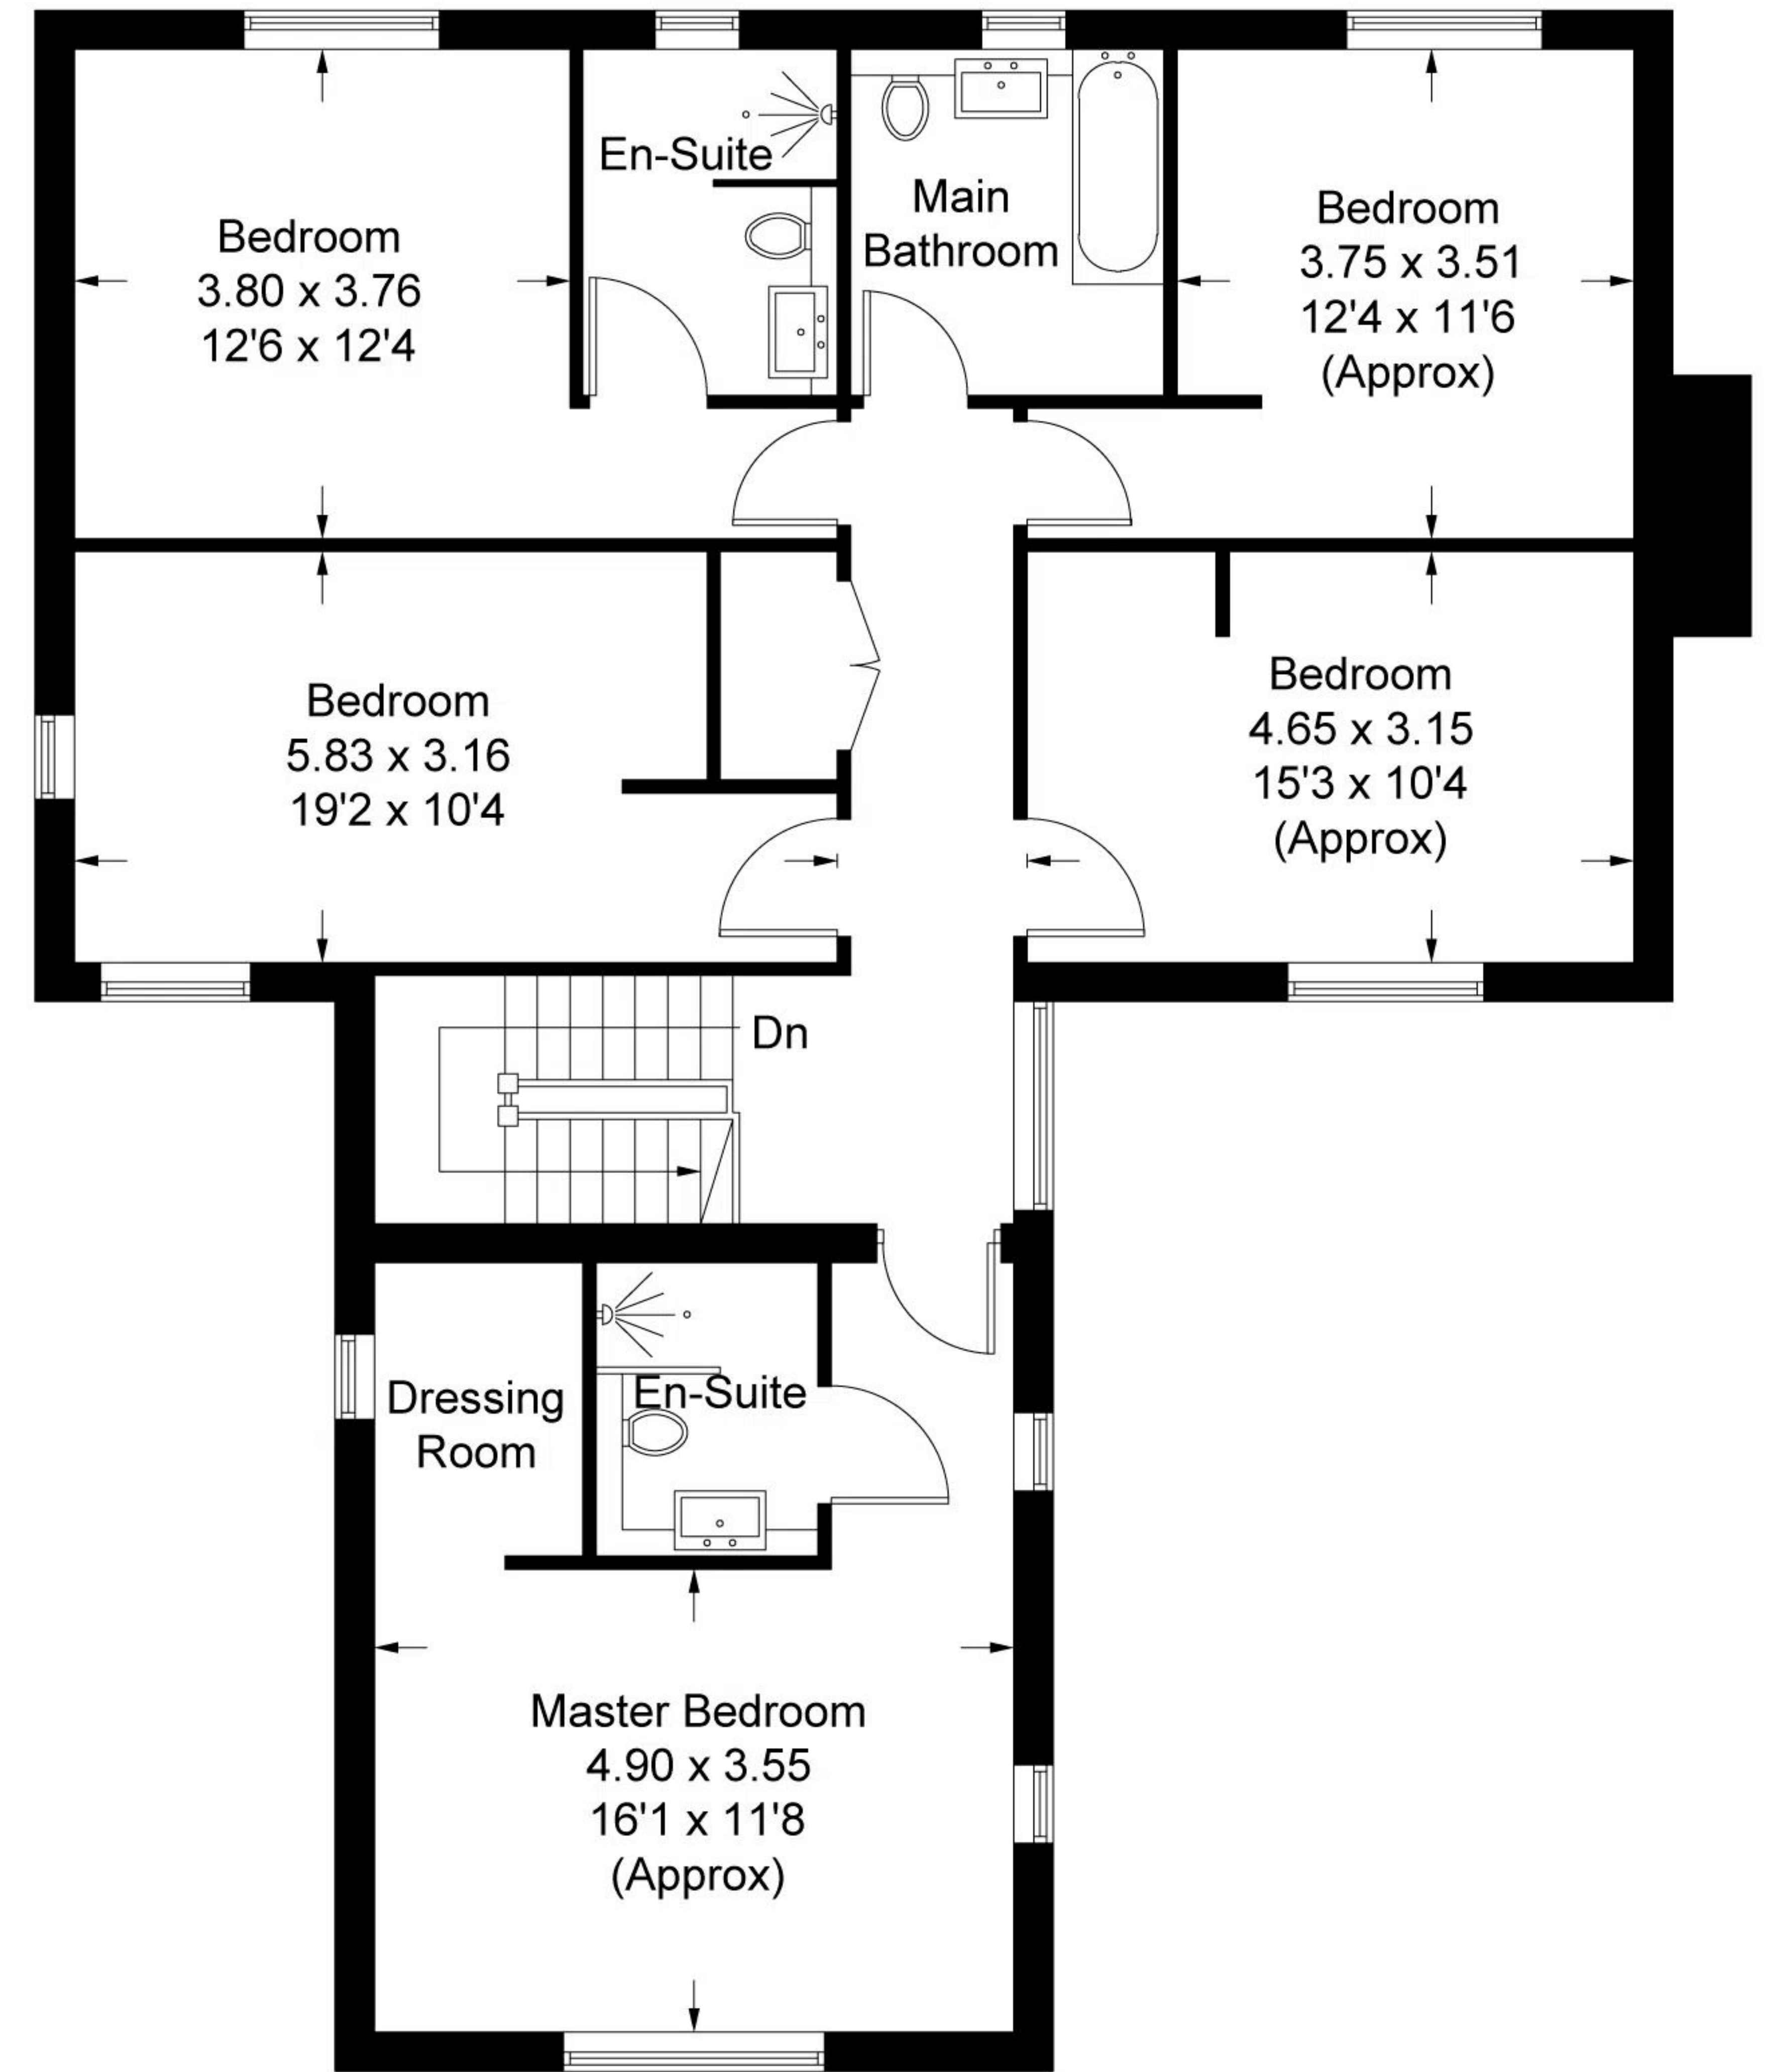 En-Suite
Main
Bathroom
Bedroom
3.80 x 3.76
12'6 x 12'4
Bedroom
3.75 x 3.51
12'4 x 11'6
(Approx)
Bedroom
5.83 x 3.16
19'2 x 10'4
Bedroom
4.65 x 3.15
15'3 x 10'4
(Approx)
Dn
Dressing
Room
En-Suite
Master Bedroom
4.90 x 3.55
16'1 x 11'8
(Approx)